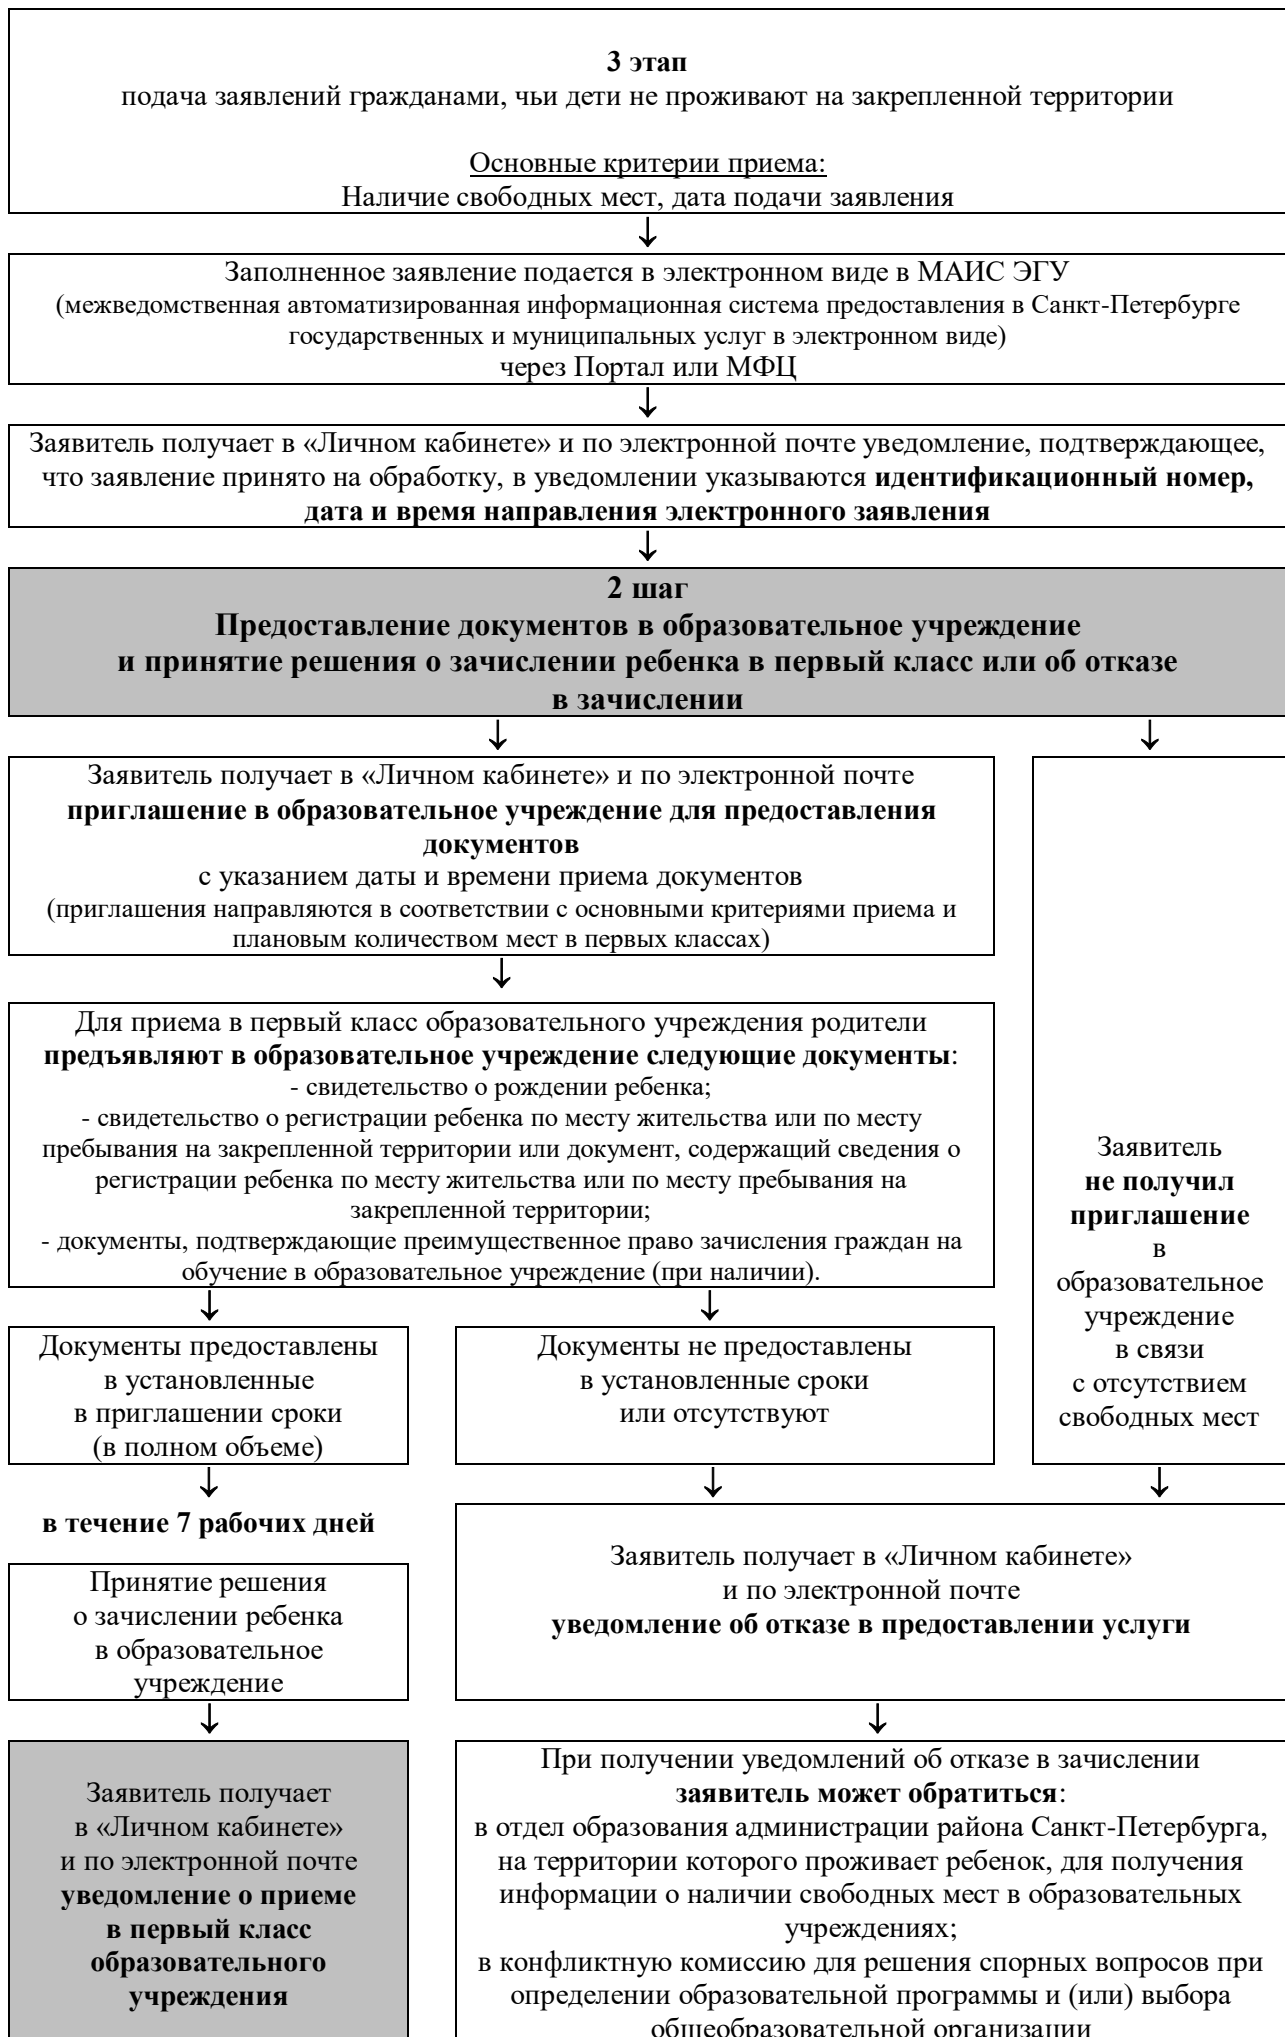 3 этап
подача заявлений гражданами, чьи дети не проживают на закрепленной территории
Основные критерии приема:
Наличие свободных мест, дата подачи заявления
Заполненное заявление подается в электронном виде в МАИС ЭГУ
(межведомственная автоматизированная информационная система предоставления в Санкт-Петербурге
государственных и муниципальных услуг в электронном виде)
через Портал или МФЦ
Заявитель получает в «Личном кабинете» и по электронной почте уведомление, подтверждающее,
что заявление принято на обработку, в уведомлении указываются идентификационный номер,
дата и время направления электронного заявления
2 шаг
Предоставление документов в образовательное учреждение
и принятие решения о зачислении ребенка в первый класс или об отказе
в зачислении
Заявитель получает в «Личном кабинете» и по электронной почте
приглашение в образовательное учреждение для предоставления
документов
с указанием даты и времени приема документов
(приглашения направляются в соответствии с основными критериями приема и
плановым количеством мест в первых классах)
Для приема в первый класс образовательного учреждения родители
предъявляют в образовательное учреждение следующие документы:
- свидетельство о рождении ребенка;
- свидетельство о регистрации ребенка по месту жительства или по месту
пребывания на закрепленной территории или документ, содержащий сведения о
регистрации ребенка по месту жительства или по месту пребывания на
закрепленной территории;
- документы, подтверждающие преимущественное право зачисления граждан на
обучение в образовательное учреждение (при наличии).
Заявитель
не получил
приглашение
в
образовательное
учреждение
в связи
с отсутствием
свободных мест
Документы предоставлены
в установленные
в приглашении сроки
(в полном объеме)
Документы не предоставлены
в установленные сроки
или отсутствуют
в течение 7 рабочих дней
Принятие решения
о зачислении ребенка
в образовательное
учреждение
Заявитель получает в «Личном кабинете»
и по электронной почте
уведомление об отказе в предоставлении услуги
Заявитель получает
в «Личном кабинете»
и по электронной почте
уведомление о приеме
в первый класс
образовательного
учреждения
При получении уведомлений об отказе в зачислении
заявитель может обратиться:
в отдел образования администрации района Санкт-Петербурга,
на территории которого проживает ребенок, для получения
информации о наличии свободных мест в образовательных
учреждениях;
в конфликтную комиссию для решения спорных вопросов при
определении образовательной программы и (или) выбора
общеобразовательной организации